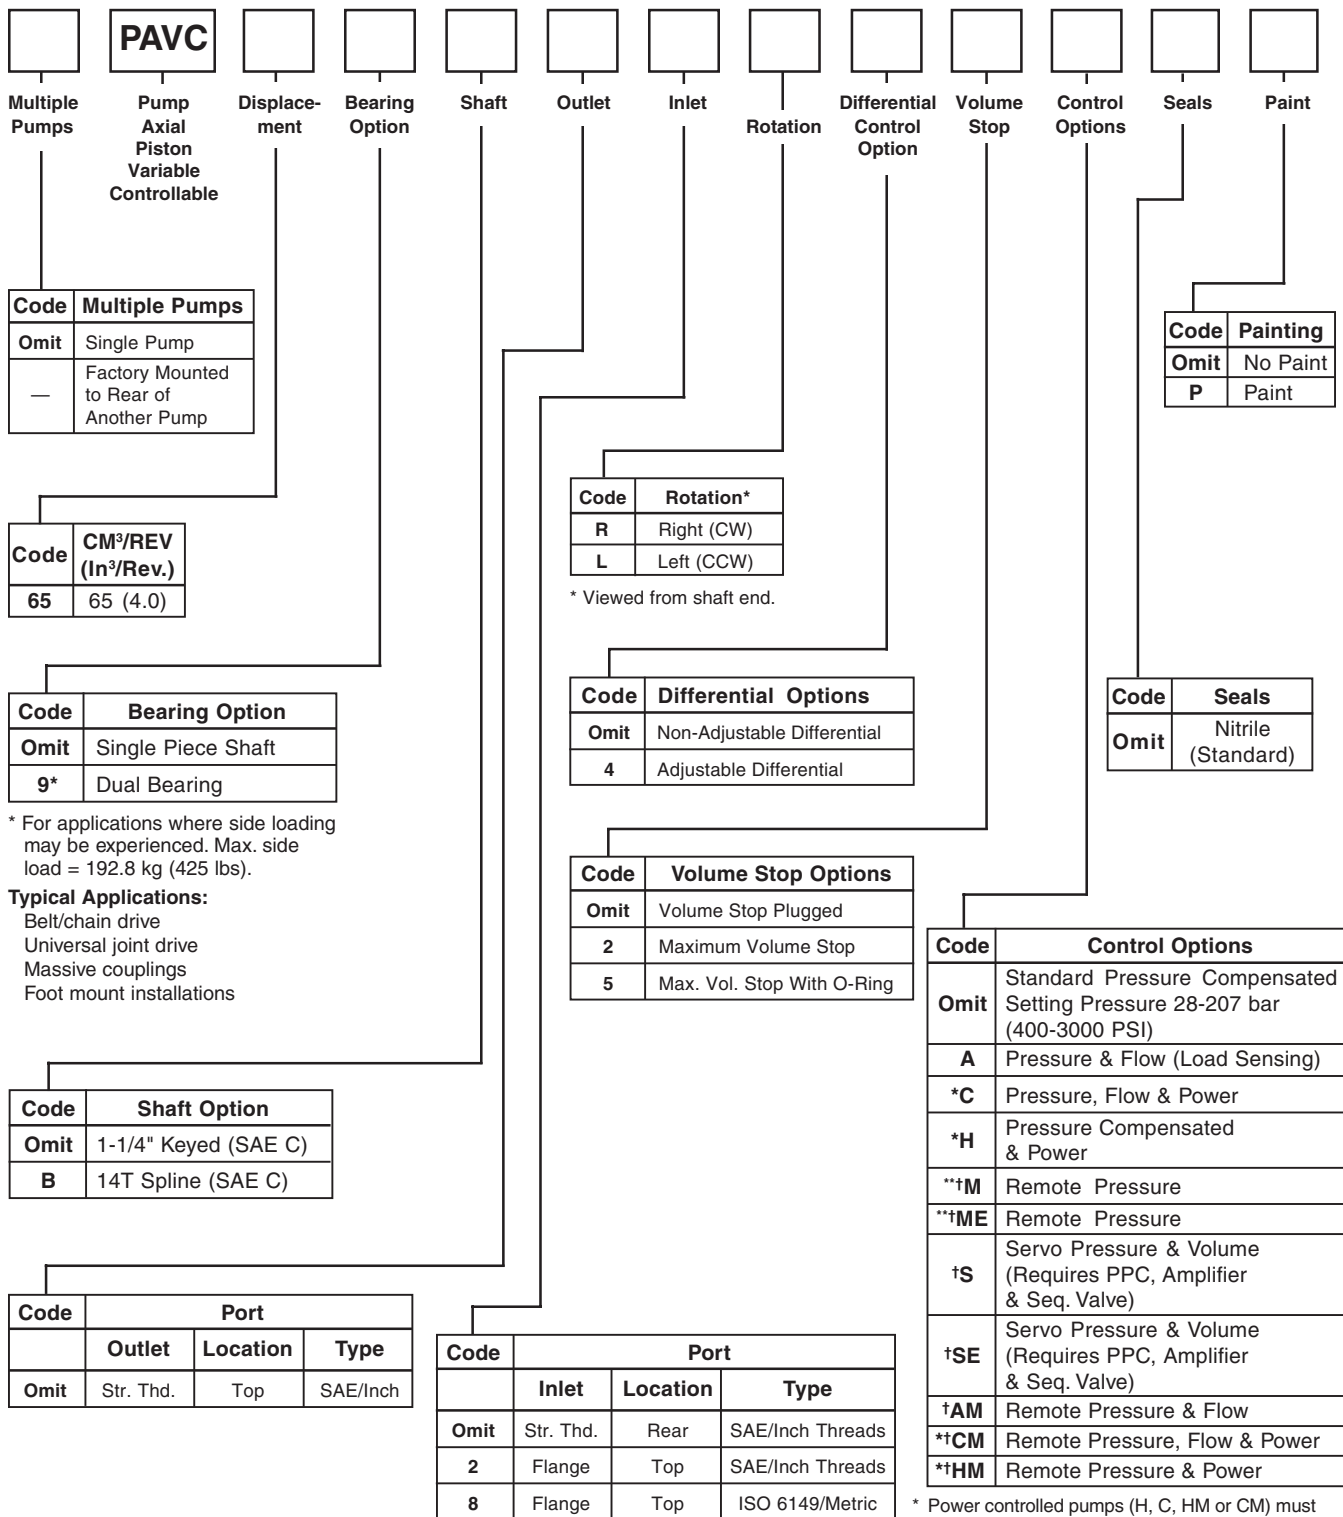 PAVC
Multiple
Pumps
Pump
Axial
Piston
Variable
Controllable
Displace-
ment
Bearing
Option
Shaft
Outlet
Inlet
Rotation
Differential
Control
Option
Volume
Stop
Control
Options
Seals
Paint
Code Multiple Pumps
Omit Single Pump
— Factory Mounted
to Rear of
Another Pump
Code Painting
Omit No Paint
P Paint
Code Rotation*
R Right (CW)
L Left (CCW)
* Viewed from shaft end.
Code CM³/REV
(In³/Rev.)
65 65 (4.0)
Code Bearing Option
Omit Single Piece Shaft
9* Dual Bearing
* For applications where side loading
may be experienced. Max. side
load = 192.8 kg (425 lbs).
Typical Applications:
Belt/chain drive
Universal joint drive
Massive couplings
Foot mount installations
Code Differential Options
Omit Non-Adjustable Differential
4 Adjustable Differential
Code Seals
Omit Nitrile
(Standard)
Code Volume Stop Options
Omit Volume Stop Plugged
2 Maximum Volume Stop
5 Max. Vol. Stop With O-Ring
Code Control Options
Omit Standard Pressure Compensated
Setting Pressure 28-207 bar
(400-3000 PSI)
A Pressure & Flow (Load Sensing)
*C Pressure, Flow & Power
*H Pressure Compensated
& Power
**†M Remote Pressure
**†ME Remote Pressure
†S Servo Pressure & Volume
(Requires PPC, Amplifier
& Seq. Valve)
†SE Servo Pressure & Volume
(Requires PPC, Amplifier
& Seq. Valve)
†AM Remote Pressure & Flow
*†CM Remote Pressure, Flow & Power
*†HM Remote Pressure & Power
* Power controlled pumps (H, C, HM or CM) must
Code Shaft Option
Omit 1-1/4" Keyed (SAE C)
B 14T Spline (SAE C)
Code Port
Outlet Location Type
Omit Str. Thd. Top SAE/Inch
Code Port
Inlet Location Type
Omit Str. Thd. Rear SAE/Inch Threads
2 Flange Top SAE/Inch Threads
8 Flange Top ISO 6149/Metric